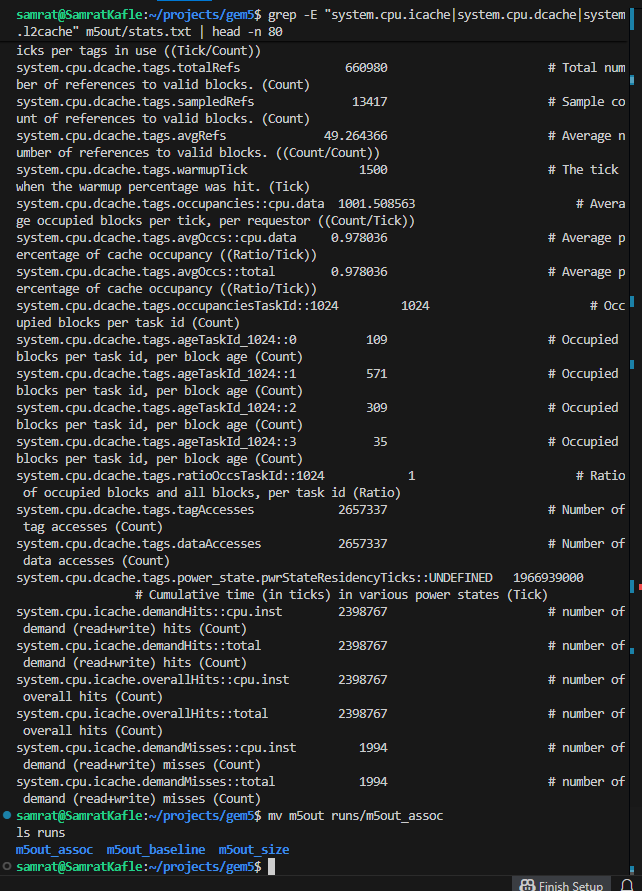 samrat@SamratKafle:~/projects/gem5$ grep -E "system.cpu.icache|system.cpu.dcache|system
.l2cache" m5out/stats.txt | head -n 80
icks per tags in use ((Tick/Count))
system.cpu.dcache.tags.totalRefs 660980 # Total num
ber of references to valid blocks. (Count)
system.cpu.dcache.tags.sampledRefs 13417 # Sample co
unt of references to valid blocks. (Count)
system.cpu.dcache.tags.avgRefs 49.264366 # Average n
umber of references to valid blocks. ((Count/Count))
system.cpu.dcache.tags.warmupTick 1500 # The tick
when the warmup percentage was hit. (Tick)
system.cpu.dcache.tags.occupancies::cpu.data 1001.508563 # Avera
ge occupied blocks per tick, per requestor ((Count/Tick))
system.cpu.dcache.tags.avgOccs::cpu.data 0.978036 # Average p
ercentage of cache occupancy ((Ratio/Tick))
system.cpu.dcache.tags.avgOccs::total 0.978036 # Average p
ercentage of cache occupancy ((Ratio/Tick))
system.cpu.dcache.tags.occupanciesTaskId::1024 1024 # Occ
upied blocks per task id (Count)
system.cpu.dcache.tags.ageTaskId_1024::0 109 # Occupied
blocks per task id, per block age (Count)
system.cpu.dcache.tags.ageTaskId_1024::1 571 # Occupied
blocks per task id, per block age (Count)
system.cpu.dcache.tags.ageTaskId_1024::2 309 # Occupied
blocks per task id, per block age (Count)
system.cpu.dcache.tags.ageTaskId_1024::3 35 # Occupied
blocks per task id, per block age (Count)
system.cpu.dcache.tags.ratioOccsTaskId::1024 1 # Ratio
of occupied blocks and all blocks, per task id (Ratio)
system.cpu.dcache.tags.tagAccesses 2657337 # Number of
tag accesses (Count)
system.cpu.dcache.tags.dataAccesses 2657337 # Number of
data accesses (Count)
system.cpu.dcache.tags.power_state.pwrStateResidencyTicks::UNDEFINED 1966939000
# Cumulative time (in ticks) in various power states (Tick)
system.cpu.icache.demandHits::cpu.inst 2398767 # number of
demand (read+write) hits (Count)
system.cpu.icache.demandHits::total 2398767 # number of
demand (read+write) hits (Count)
system.cpu.icache.overallHits::cpu.inst 2398767 # number of
overall hits (Count)
system.cpu.icache.overallHits::total 2398767 # number of
overall hits (Count)
system.cpu.icache.demandMisses::cpu.inst 1994 # number of
demand (read+write) misses (Count)
system.cpu.icache.demandMisses::total 1994 # number of
demand (read+write) misses (Count)
samrat@SamratKafle:~/projects/gem5$ mv m5out runs/m5out_assoc
ls runs
m5out_assoc m5out_baseline m5out_size
samrat@SamratKafle:~/projects/gem5$
Finish Setup